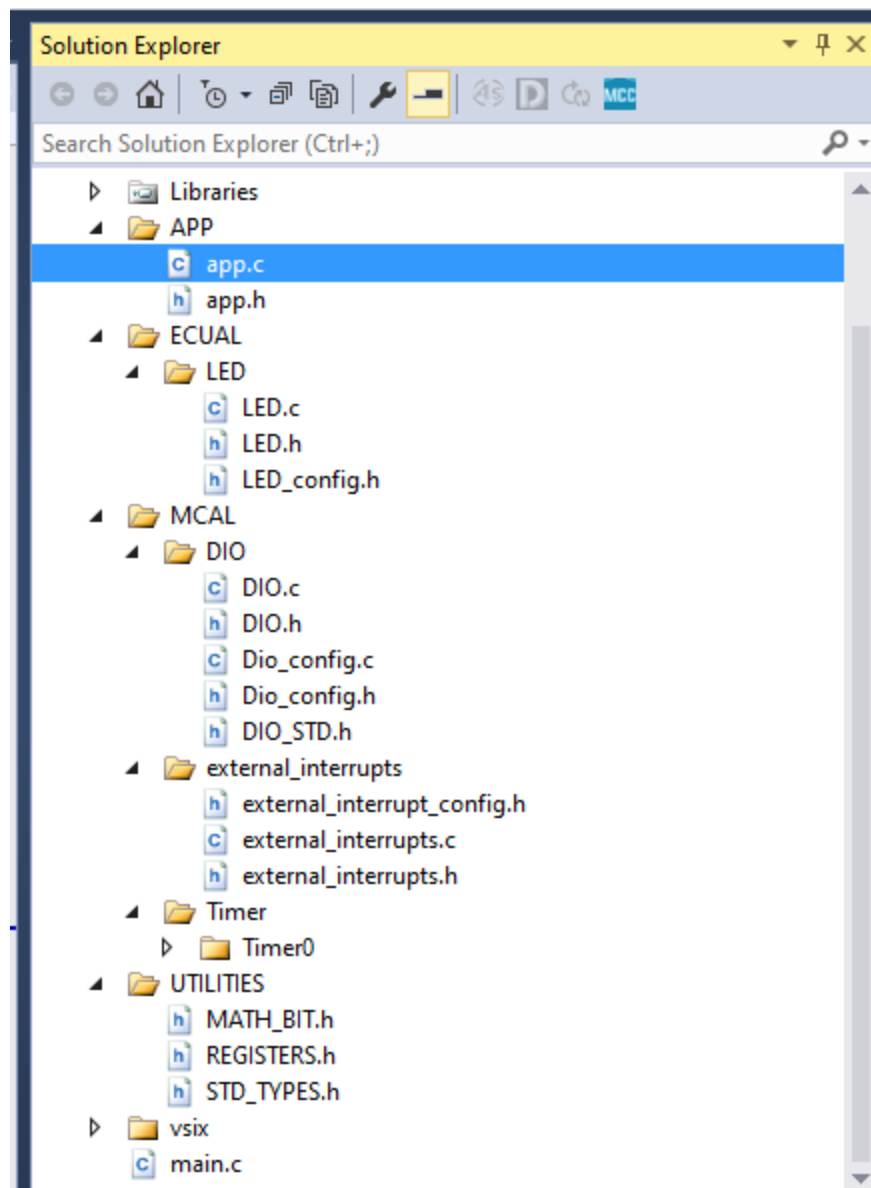 Solution Explorer
MCC
Search Solution Explorer (Ctrl+;)
Libraries
APP
c app.c
h app.h
ECUAL
LED
c LED.c
h LED.h
h LED_config.h
MCAL
DIO
c DIO.c
h DIO.h
c Dio_config.c
h Dio_config.h
h DIO_STD.h
external_interrupts
h external_interrupt_config.h
c external_interrupts.c
h external_interrupts.h
Timer
Timer0
UTILITIES
h MATH_BIT.h
h REGISTERS.h
h STD_TYPES.h
vsix
c main.c